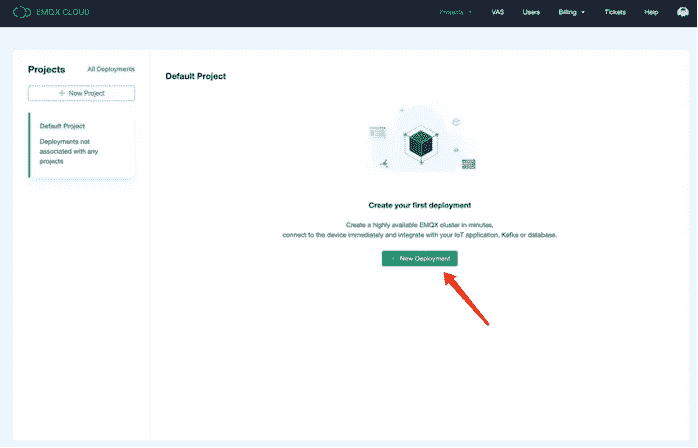 EMQX CLOUD
Projects
VAS
Users
Billing
Tickets
Help
Projects
All Deployments
+ New Project
Default Project
Deployments not
associated with any
projects
Default Project
Create your first deployment
Create a highly available EMQX cluster in minutes,
connect to the device immediately and integrate with your IoT application, Kafka or database.
+ New Deployment